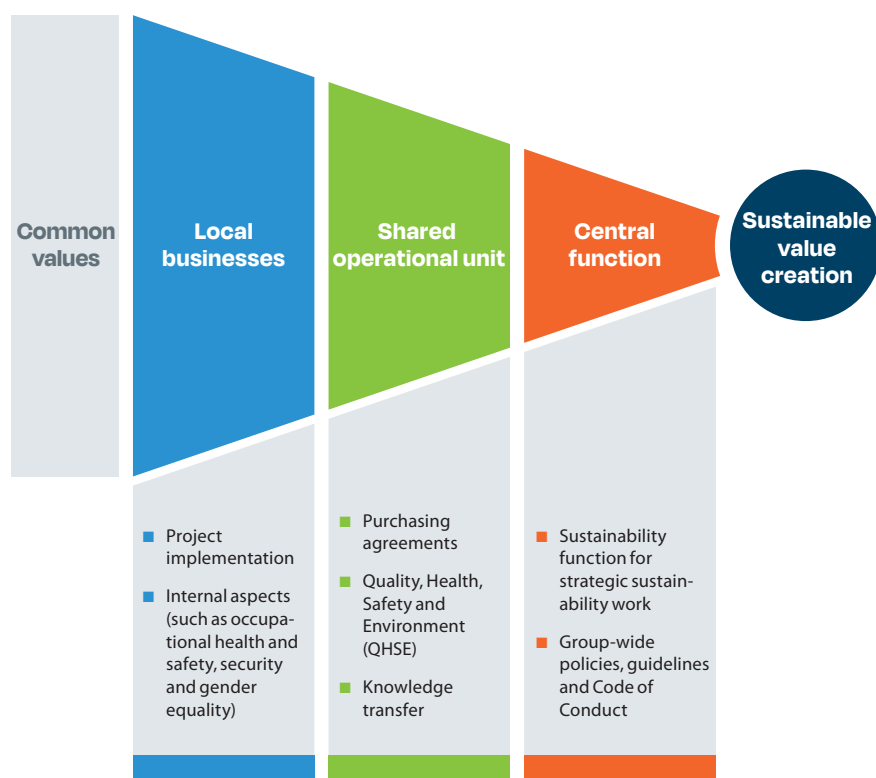 Common
values
Local
businesses
Shared
operational unit
Central
function
Sustainable
value
creation
Project
implementation
Internal aspects
(such as occupa-
tional health and
safety, security
and gender
equality)
Purchasing
agreements
Quality, Health,
Safety and
Environment
(QHSE)
Knowledge
transfer
Sustainability
function for
strategic sustain-
ability work
Group-wide
policies, guidelines
and Code of
Conduct